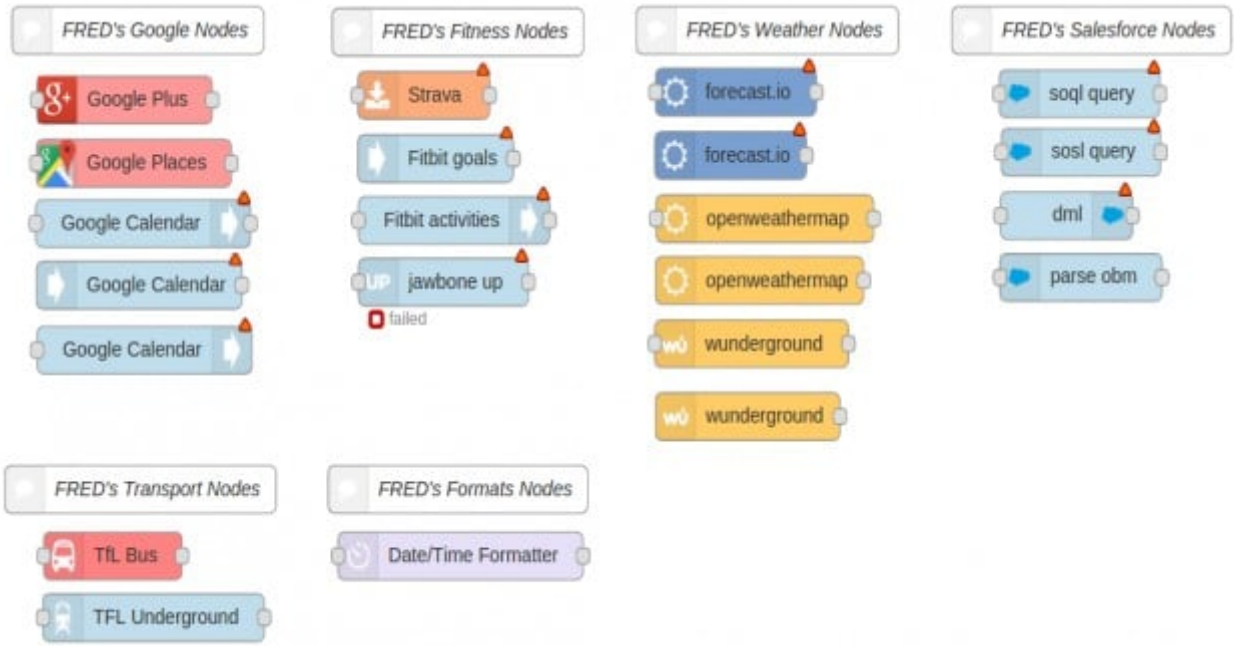 FRED's Google Nodes
g+ Google Plus
g Google Places
Google Calendar
Google Calendar
Google Calendar
FRED's Fitness Nodes
Strava
Fitbit goals
Fitbit activities
UP jawbone up
failed
FRED's Weather Nodes
forecast.io
forecast.io
openweathermap
openweathermap
wu wunderground
wu wunderground
FRED's Salesforce Nodes
soql query
sosl query
dml
parse obm
FRED's Transport Nodes
TfL Bus
TFL Underground
FRED's Formats Nodes
Date/Time Formatter